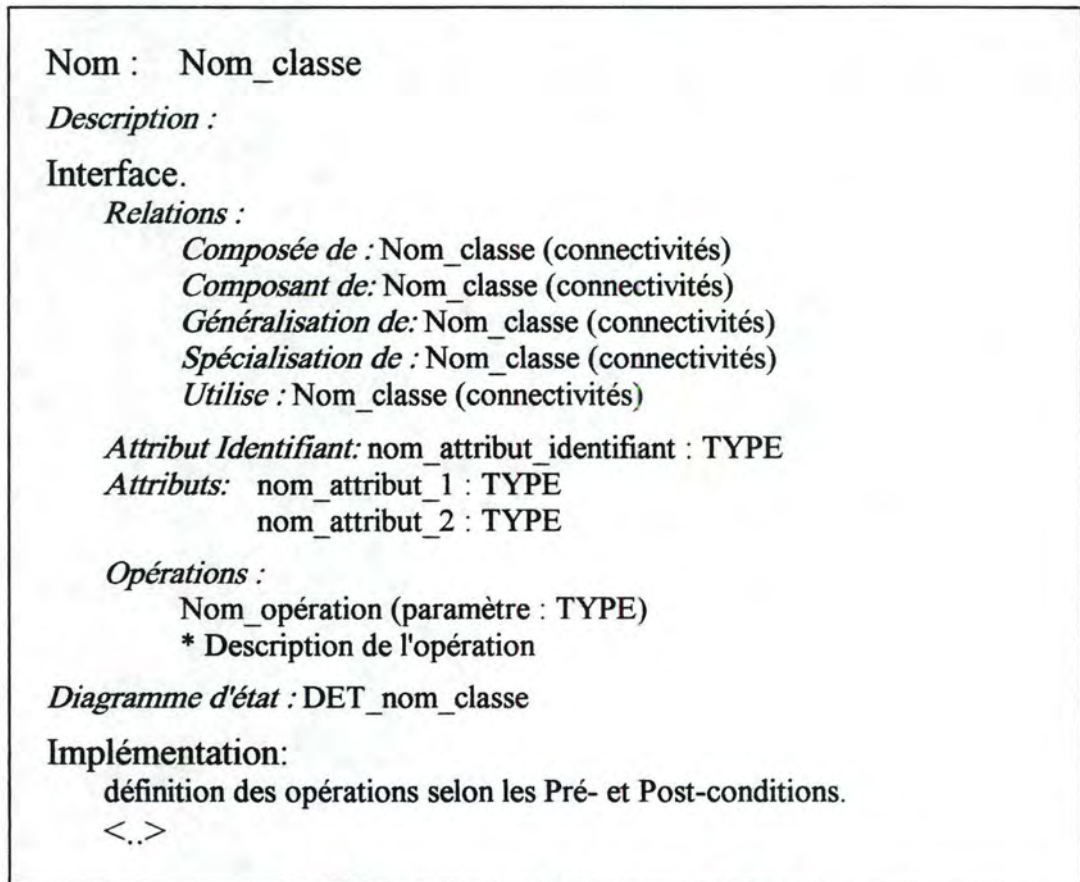 Nom : Nom_classe
Description :
Interface.
Relations :
Composée de : Nom_classe (connectivités)
Composant de: Nom_classe (connectivités)
Généralisation de: Nom_classe (connectivités)
Spécialisation de : Nom_classe (connectivités)
Utilise : Nom_classe (connectivités)
Attribut Identifiant: nom_attribut_identifiant : TYPE
Attributs: nom_attribut_1 : TYPE
nom_attribut_2 : TYPE
Opérations :
Nom_opération (paramètre : TYPE)
* Description de l'opération
Diagramme d'état : DET_nom_classe
Implémentation:
définition des opérations selon les Pré- et Post-conditions.
<..>